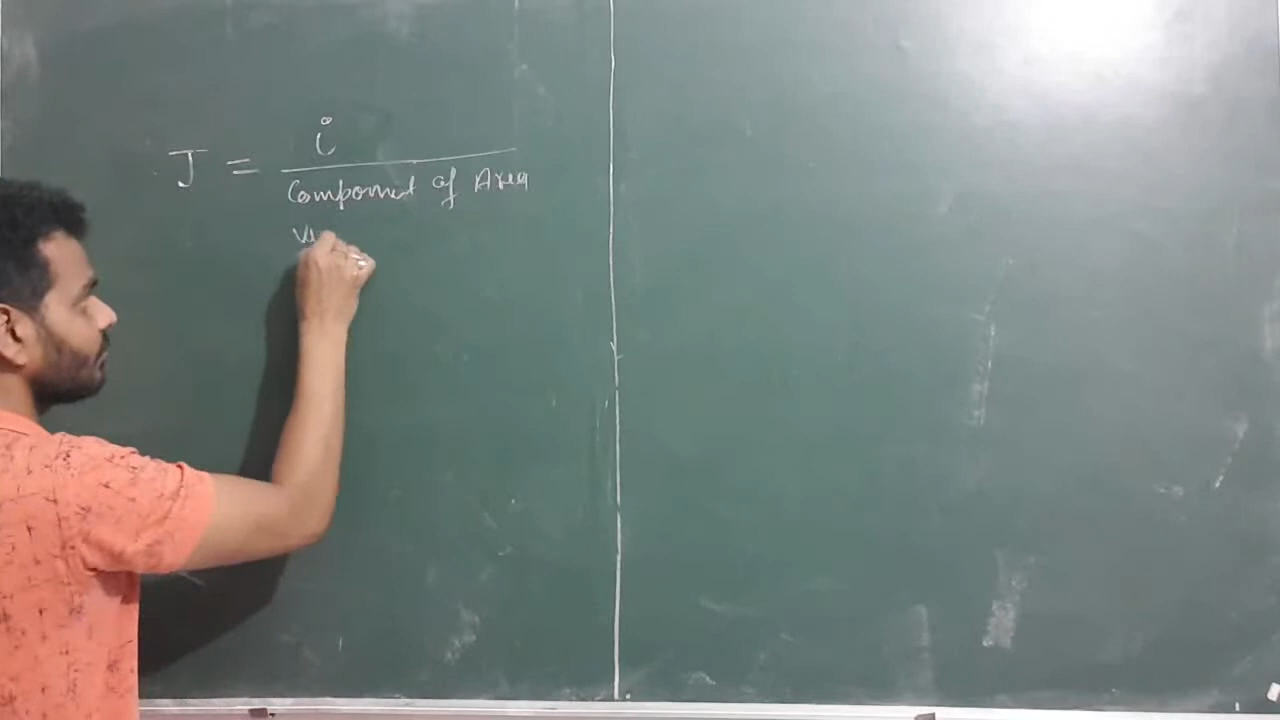 J = i
Component of Area